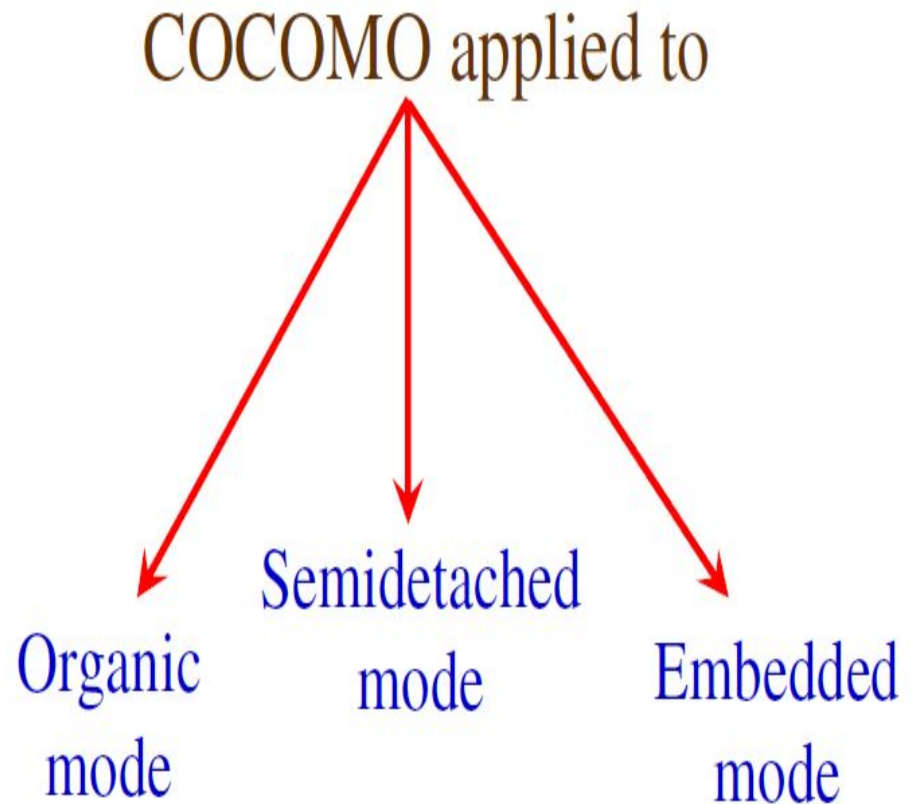 COCOMO applied to
Organic
mode
Semidetached
mode
Embedded
mode